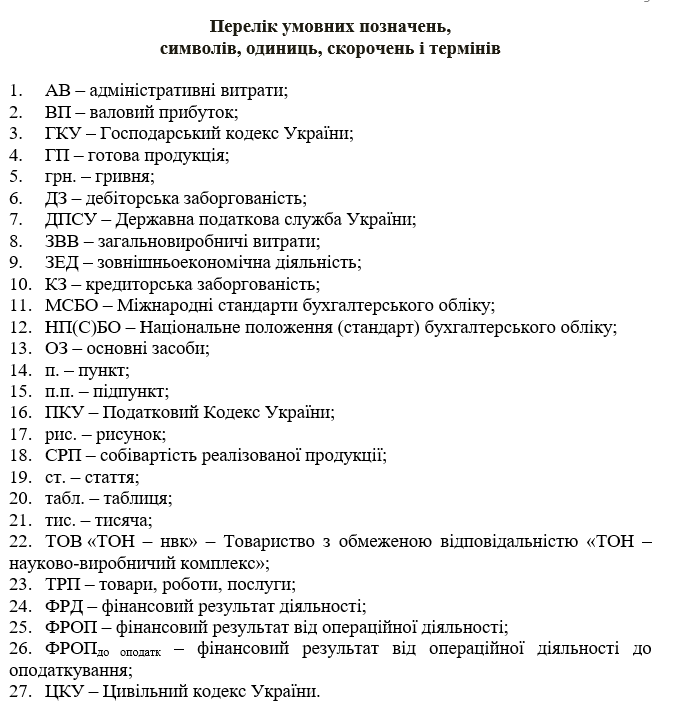 Перелік умовних позначень,
символів, одиниць, скорочень і термінів
1. АВ – адміністративні витрати;
2. ВП – валовий прибуток;
3. ГКУ – Господарський кодекс України;
4. ГП – готова продукція;
5. грн. – гривня;
6. ДЗ – дебіторська заборгованість;
7. ДПСУ – Державна податкова служба України;
8. ЗВВ – загальновиробничі витрати;
9. ЗЕД – зовнішньоекономічна діяльність;
10. КЗ – кредиторська заборгованість;
11. МСБО – Міжнародні стандарти бухгалтерського обліку;
12. НП(С)БО – Національне положення (стандарт) бухгалтерського обліку;
13. ОЗ – основні засоби;
14. п. – пункт;
15. п.п. – підпункт;
16. ПКУ – Податковий Кодекс України;
17. рис. – рисунок;
18. СРП – собівартість реалізованої продукції;
19. ст. – стаття;
20. табл. – таблиця;
21. тис. – тисяча;
22. ТОВ «ТОН – нвк» – Товариство з обмеженою відповідальністю «ТОН –
науково-виробничий комплекс»;
23. ТРП – товари, роботи, послуги;
24. ФРД – фінансовий результат діяльності;
25. ФРОП – фінансовий результат від операційної діяльності;
26. ФРОПдо оподатк – фінансовий результат від операційної діяльності до
оподаткування;
27. ЦКУ – Цивільний кодекс України.